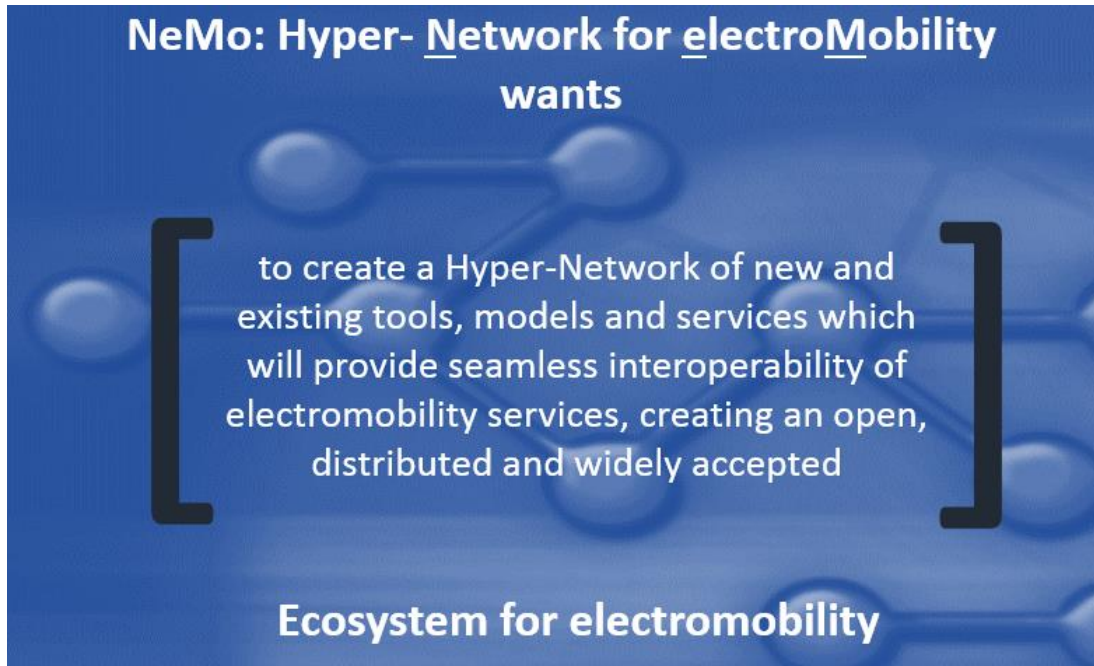 NeMo: Hyper- Network for electroMobility
wants
to create a Hyper-Network of new and
existing tools, models and services which
will provide seamless interoperability of
electromobility services, creating an open,
distributed and widely accepted
Ecosystem for electromobility